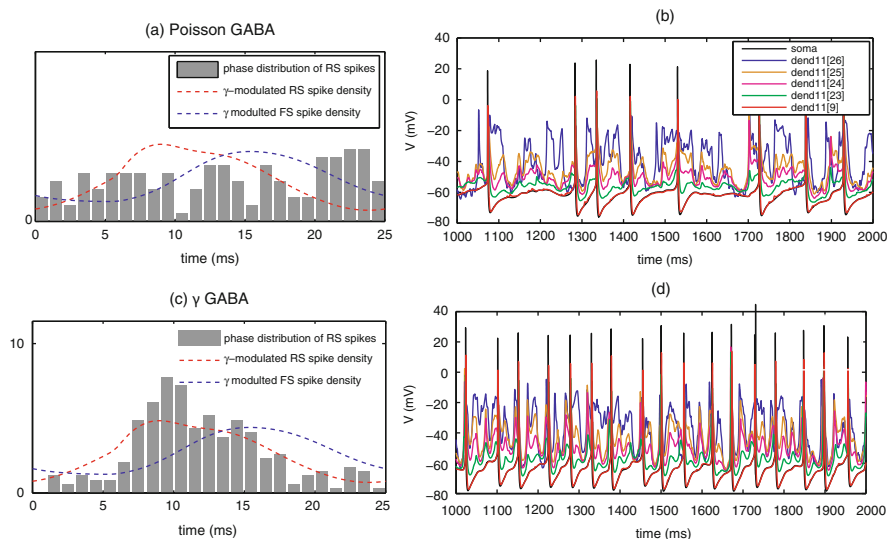 (a) Poisson GABA
phase distribution of RS spikes
γ−modulated RS spike density
γ modulted FS spike density
0
0 5 10 15 20 25
time (ms)
(b)
soma
dend11[26]
dend11[25]
dend11[24]
dend11[23]
dend11[9]
V (mV)
40
20
0
−20
−40
−60
−80
1000 1100 1200 1300 1400 1500 1600 1700 1800 1900 2000
time (ms)
(c) γ GABA
phase distribution of RS spikes
γ−modulated RS spike density
γ modulted FS spike density
10
0
0 5 10 15 20 25
time (ms)
(d)
V (mV)
40
20
0
−20
−40
−60
−80
1000 1100 1200 1300 1400 1500 1600 1700 1800 1900 2000
time (ms)